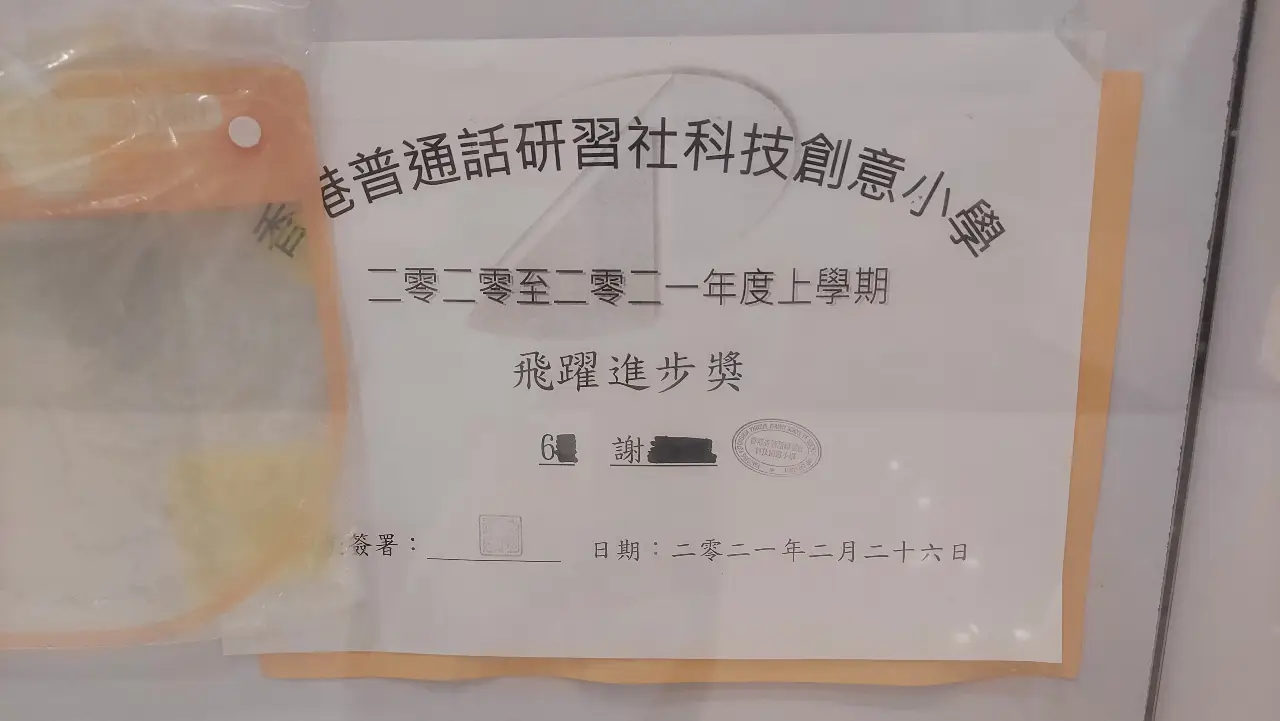 香港普通話研習社科技創意小學
二零二零至二零二一年度上學期
飛躍進步獎
6
謝
簽署：
日期：二零二一年二月二十六日